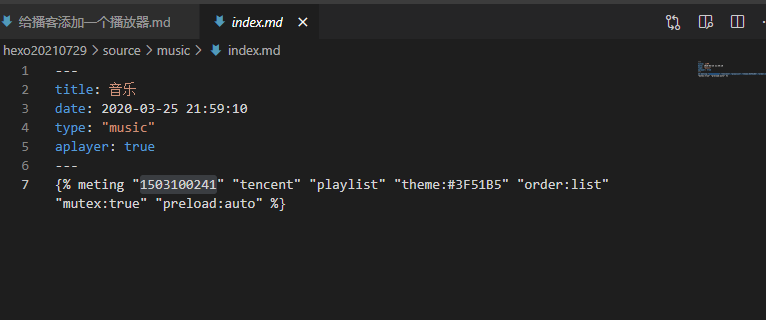 给播客添加一个播放器.md index.md
hexo20210729 > source > music > index.md
1 ---
2 title: 音乐
3 date: 2020-03-25 21:59:10
4 type: "music"
5 aplayer: true
6 ---
7 {% meting "1503100241" "tencent" "playlist" "theme:#3F51B5" "order:list"
"mutex:true" "preload:auto" %}